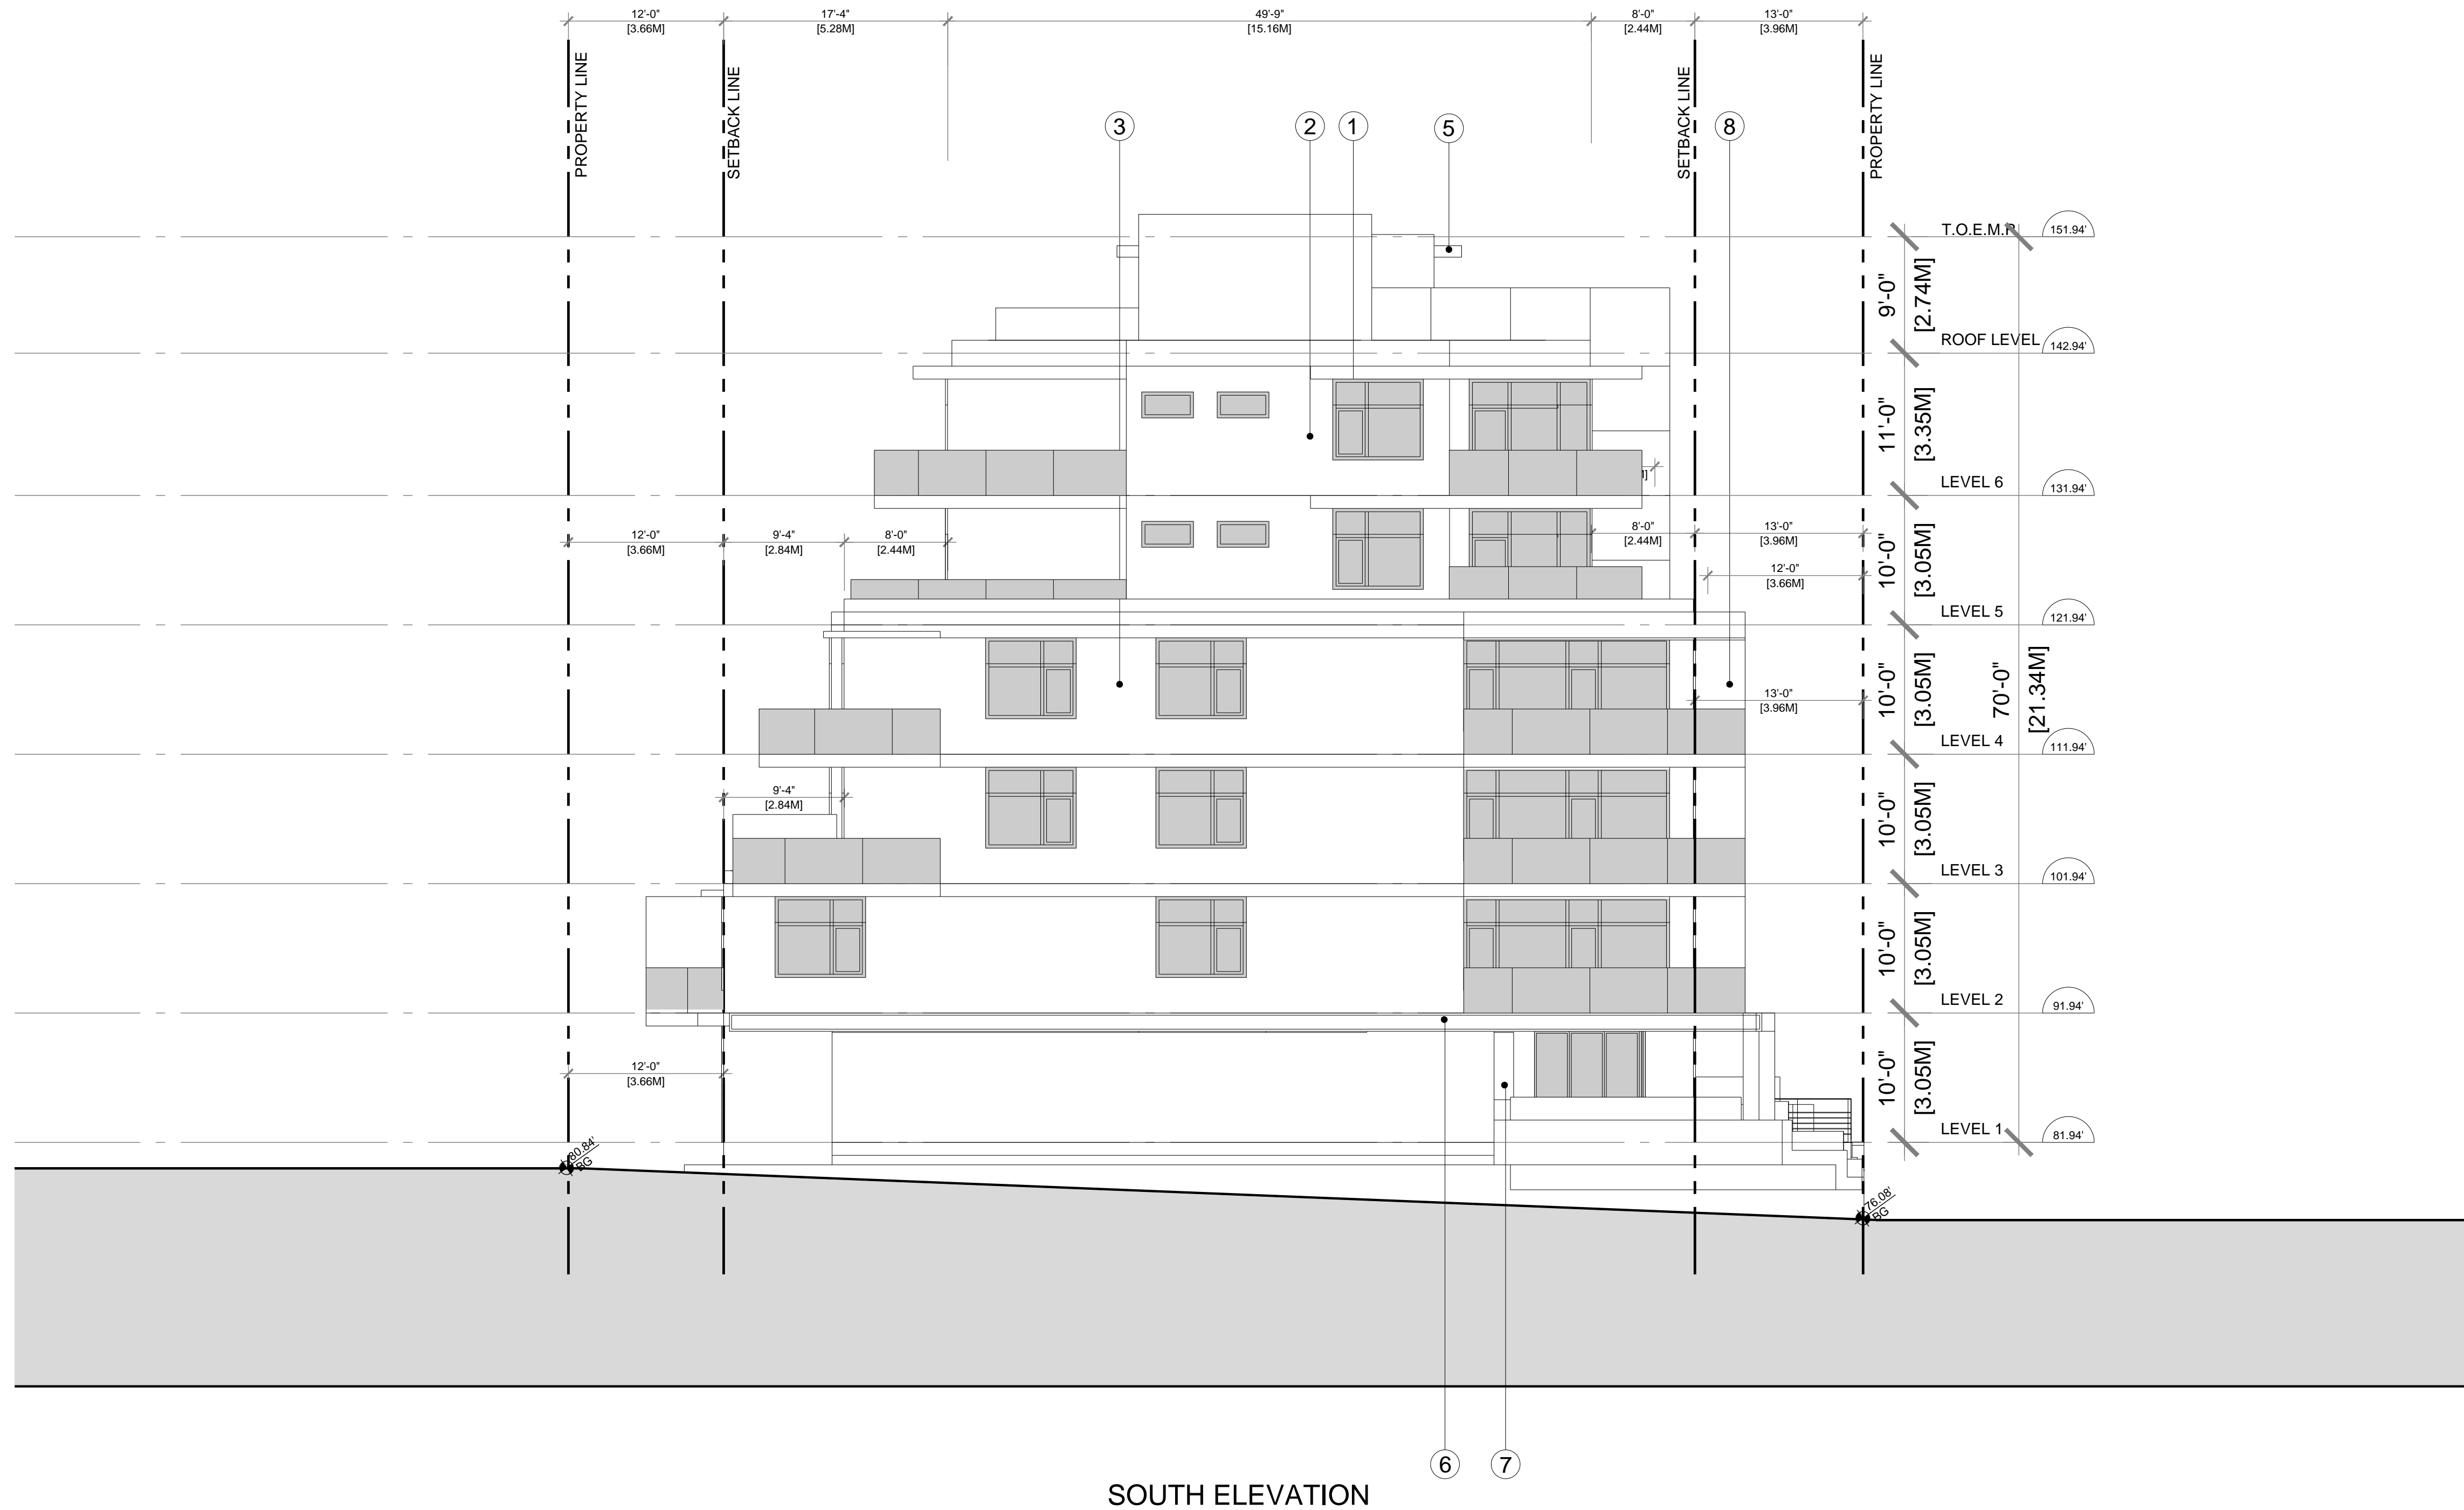 12'-0"
[3.66M]
17'-4"
[5.28M]
49'-9"
[15.16M]
8'-0"
[2.44M]
13'-0"
[3.96M]
PROPERTY LINE
SETBACK LINE
SETBACK LINE
PROPERTY LINE
3
2
1
5
8
T.O.E.M.R
151.94'
9'-0"
[2.74M]
ROOF LEVEL
142.94'
11'-0"
[3.35M]
LEVEL 6
131.94'
12'-0"
[3.66M]
9'-4"
[2.84M]
8'-0"
[2.44M]
8'-0"
[2.44M]
13'-0"
[3.96M]
12'-0"
[3.66M]
10'-0"
[3.05M]
LEVEL 5
121.94'
13'-0"
[3.96M]
10'-0"
[3.05M]
70'-0"
[21.34M]
LEVEL 4
111.94'
9'-4"
[2.84M]
10'-0"
[3.05M]
LEVEL 3
101.94'
10'-0"
[3.05M]
LEVEL 2
91.94'
12'-0"
[3.66M]
10'-0"
[3.05M]
LEVEL 1
81.94'
80.84'
BG
76.08'
BG
6
7
SOUTH ELEVATION